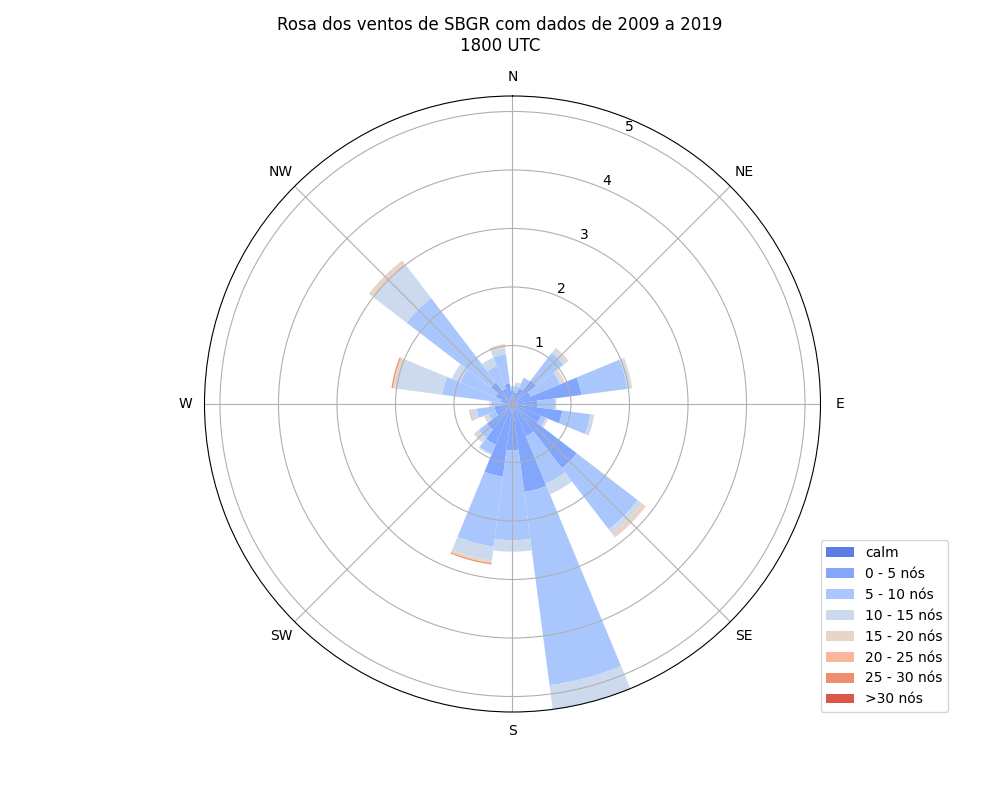 Rosa dos ventos de SBGR com dados de 2009 a 2019
1800 UTC
N
NE
E
SE
S
SW
W
NW
1
2
3
4
5
calm
0 - 5 nós
5 - 10 nós
10 - 15 nós
15 - 20 nós
20 - 25 nós
25 - 30 nós
>30 nós